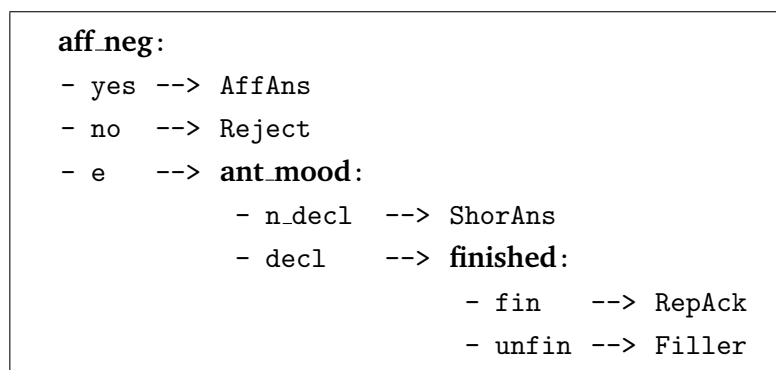 aff_neg:
- yes --> AffAns
- no --> Reject
- e --> ant_mood:
- n_decl --> ShorAns
- decl --> finished:
- fin --> RepAck
- unfin --> Filler